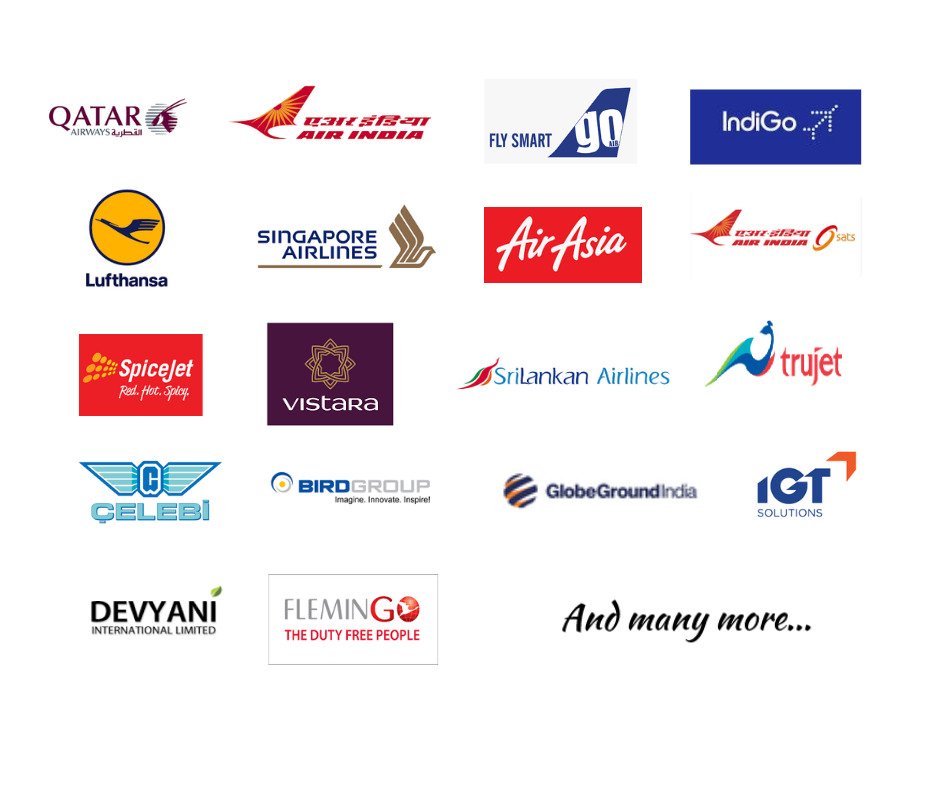 QATAR
AIRWAYS القطرية
एअर इंडिया
AIR INDIA
FLY SMART go
AIR
IndiGo
Lufthansa
SINGAPORE
AIRLINES
AirAsia
एअर इंडिया
AIR INDIA sats
SpiceJet
Red. Hot. Spicy.
VISTARA
SriLankan Airlines
trujet
C
ÇELEBİ
BIRDGROUP
Imagine. Innovate. Inspire!
GlobeGroundIndia
IGT
SOLUTIONS
DEVYANI
INTERNATIONAL LIMITED
FLEMINGO
THE DUTY FREE PEOPLE
And many more...